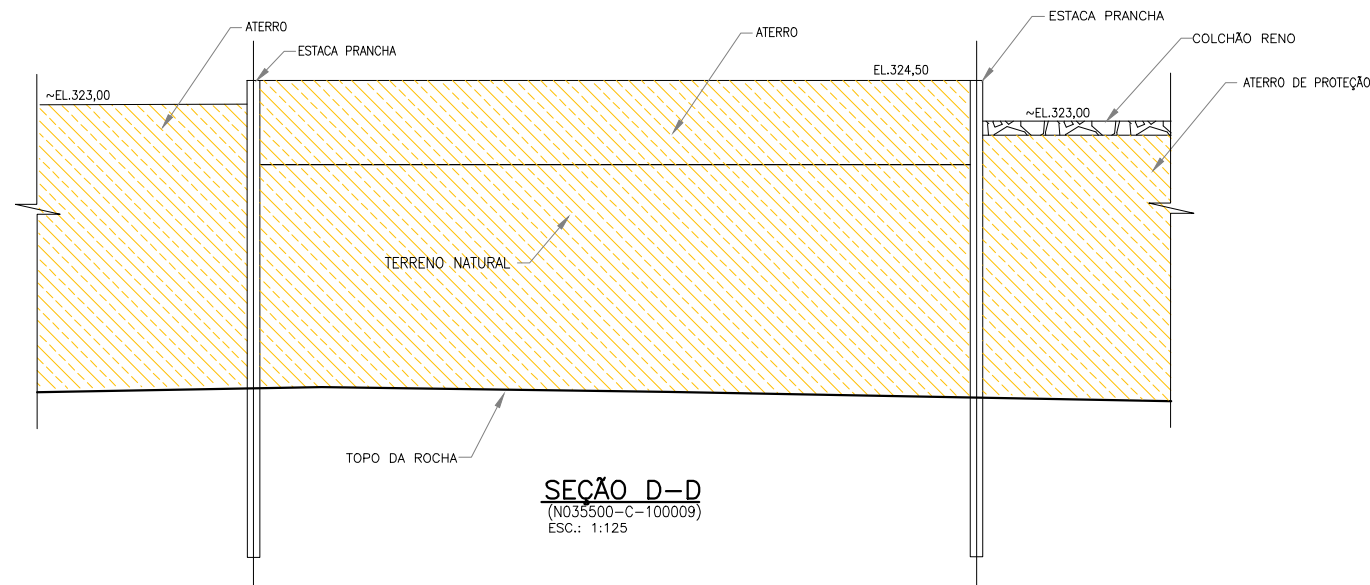 ESTACA PRANCHA
ATERRO
ATERRO
COLCHÃO RENO
ESTACA PRANCHA
EL.324,50
ATERRO DE PROTEÇÃO
~EL.323,00
~EL.323,00
TERRENO NATURAL
TOPO DA ROCHA
SEÇÃO D-D
(N035500-C-100009)
ESC.: 1:125